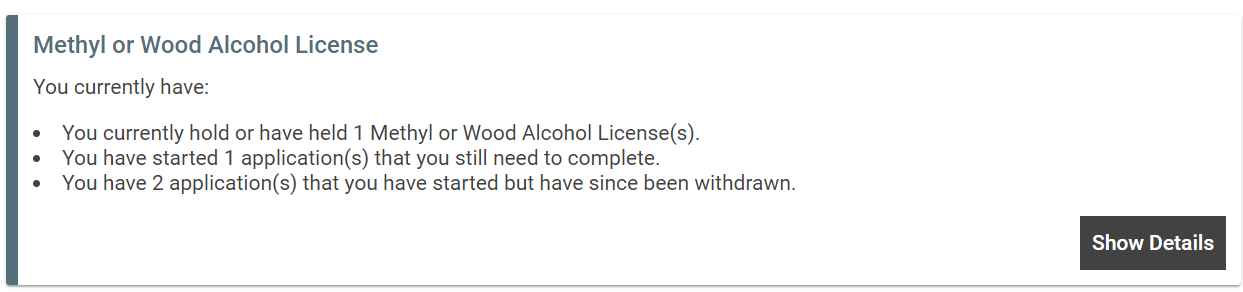 Methyl or Wood Alcohol License
You currently have:
• You currently hold or have held 1 Methyl or Wood Alcohol License(s).
• You have started 1 application(s) that you still need to complete.
• You have 2 application(s) that you have started but have since been withdrawn.
Show Details